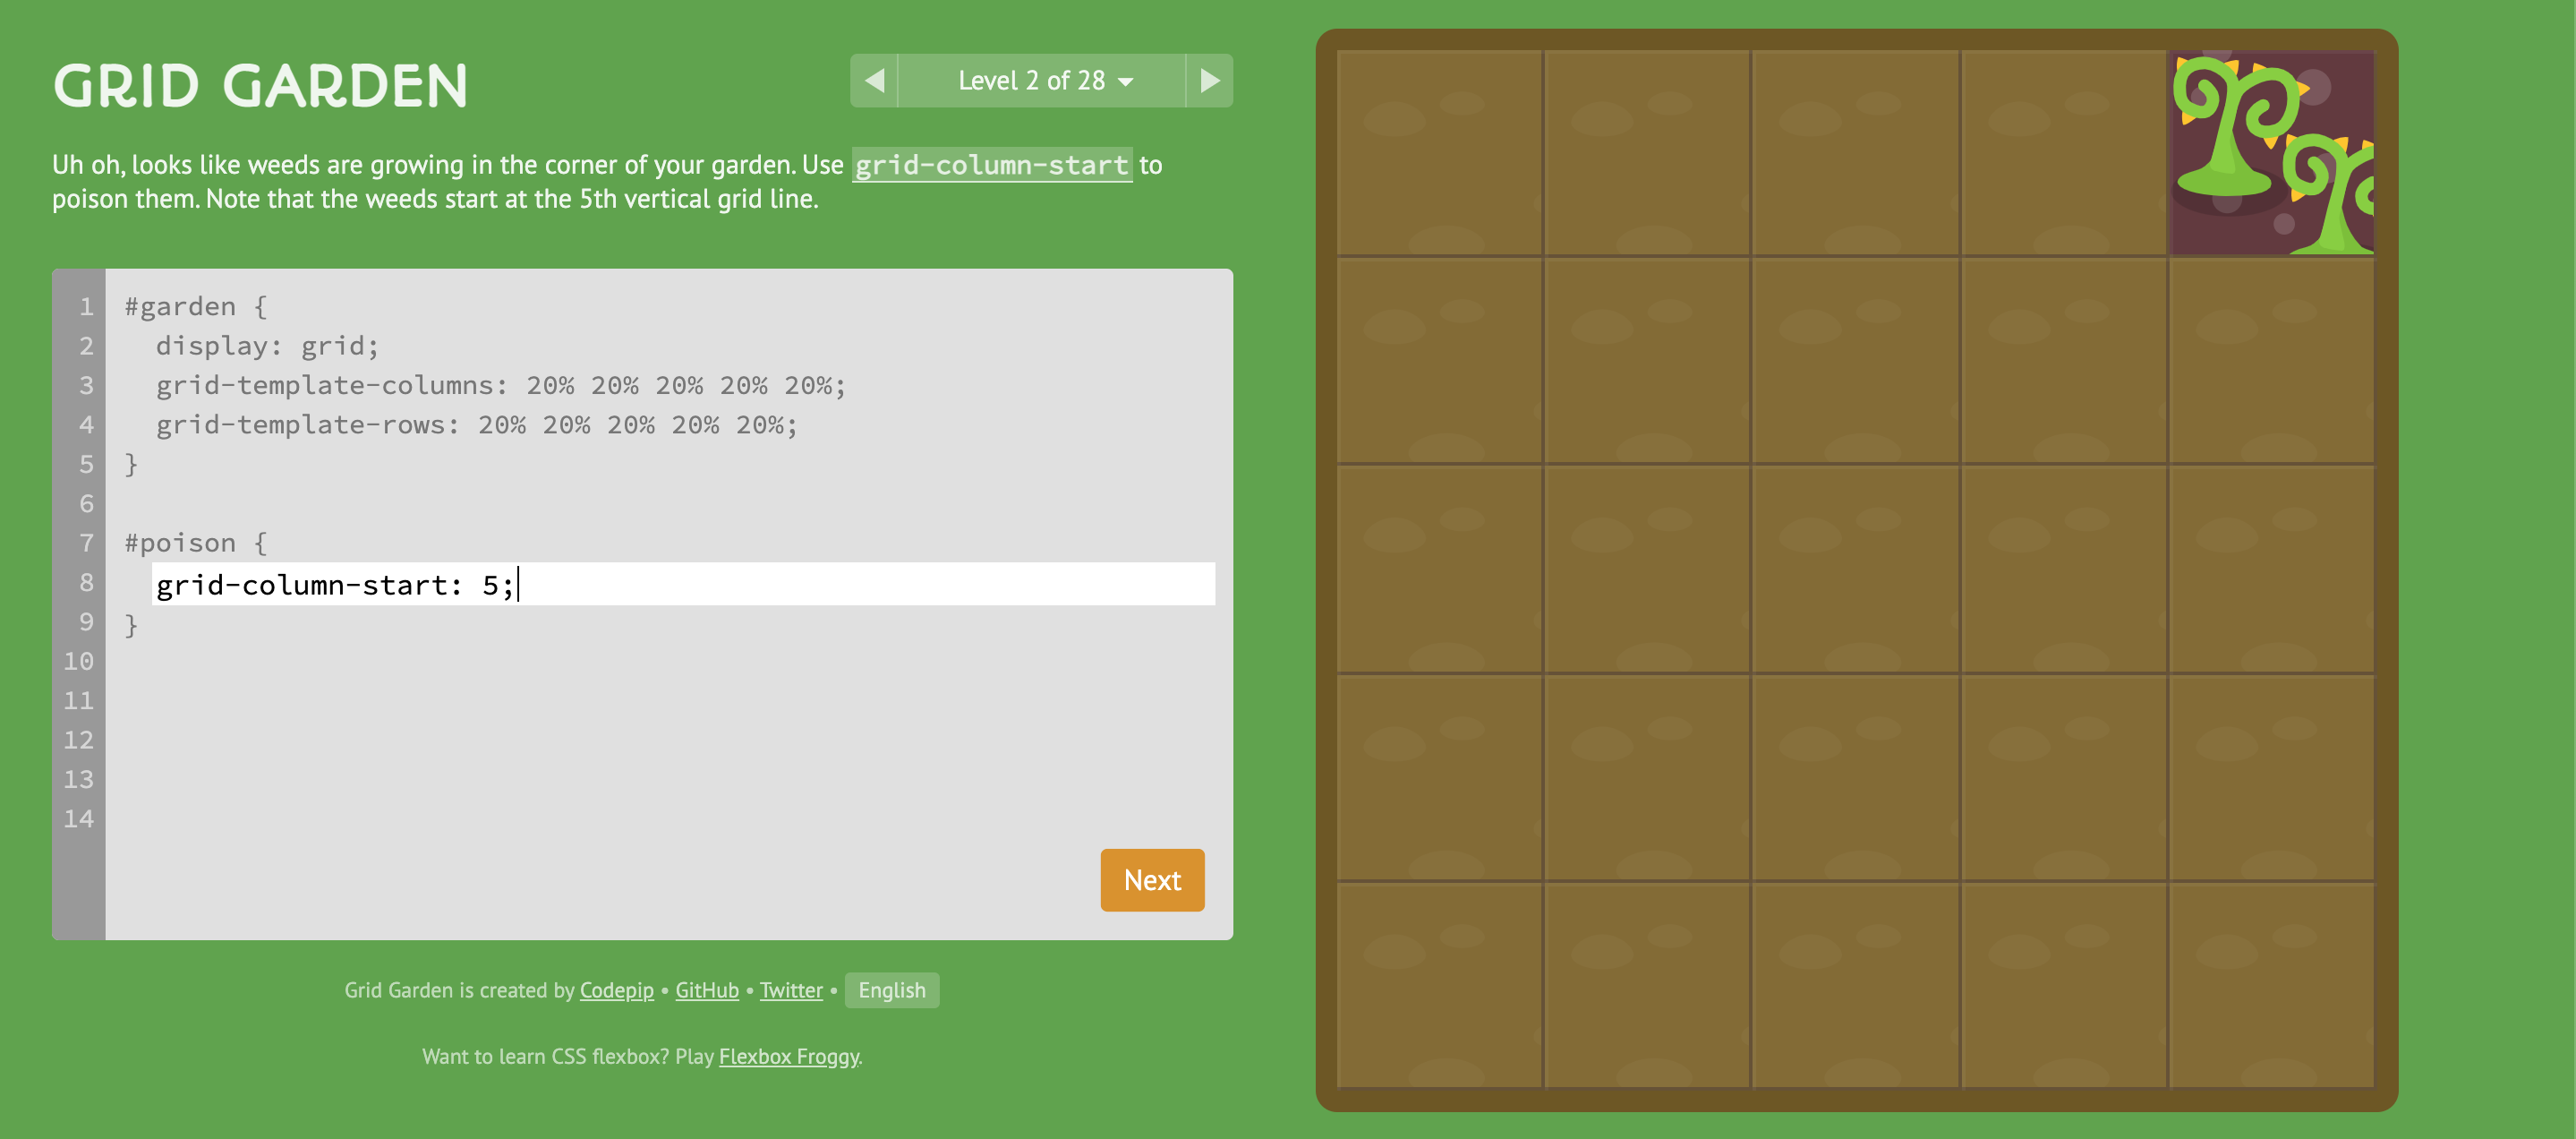 GRID GARDEN
Level 2 of 28
Uh oh, looks like weeds are growing in the corner of your garden. Use grid-column-start to
poison them. Note that the weeds start at the 5th vertical grid line.
1 #garden {
2 display: grid;
3 grid-template-columns: 20% 20% 20% 20% 20%;
4 grid-template-rows: 20% 20% 20% 20% 20%;
5 }
6
7 #poison {
8 grid-column-start: 5;
9 }
10
11
12
13
14
Next
Grid Garden is created by Codepip • GitHub • Twitter • English
Want to learn CSS flexbox? Play Flexbox Froggy.